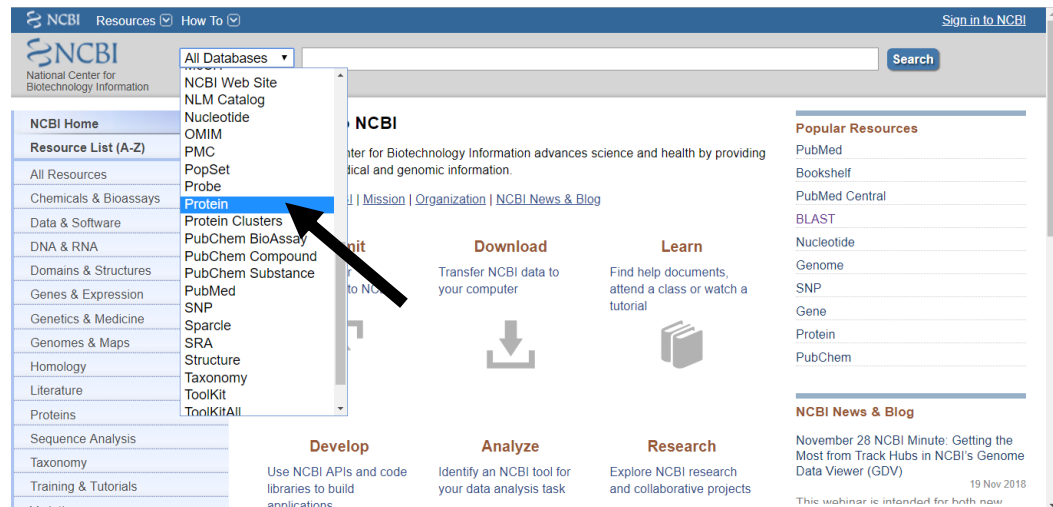 NCBI Resources How To Sign in to NCBI
NCBI
National Center for
Biotechnology Information
All Databases
Search
NCBI Web Site
NLM Catalog
Nucleotide
OMIM
PMC
PopSet
Probe
Protein
Protein Clusters
PubChem BioAssay
PubChem Compound
PubChem Substance
PubMed
SNP
Sparcle
SRA
Structure
Taxonomy
ToolKit
ToolKitAll
NCBI Home
Resource List (A-Z)
All Resources
Chemicals & Bioassays
Data & Software
DNA & RNA
Domains & Structures
Genes & Expression
Genetics & Medicine
Genomes & Maps
Homology
Literature
Proteins
Sequence Analysis
Taxonomy
Training & Tutorials
NCBI
for Biotechnology Information advances science and health by providing
and genomic information.
| Mission | Organization | NCBI News & Blog
Download
Transfer NCBI data to
your computer
Learn
Find help documents,
attend a class or watch a
tutorial
Develop
Use NCBI APIs and code
libraries to build
applications
Analyze
Identify an NCBI tool for
your data analysis task
Research
Explore NCBI research
and collaborative projects
Popular Resources
PubMed
Bookshelf
PubMed Central
BLAST
Nucleotide
Genome
SNP
Gene
Protein
PubChem
NCBI News & Blog
November 28 NCBI Minute: Getting the
Most from Track Hubs in NCBI's Genome
Data Viewer (GDV)
19 Nov 2018
This webinar is intended for both new